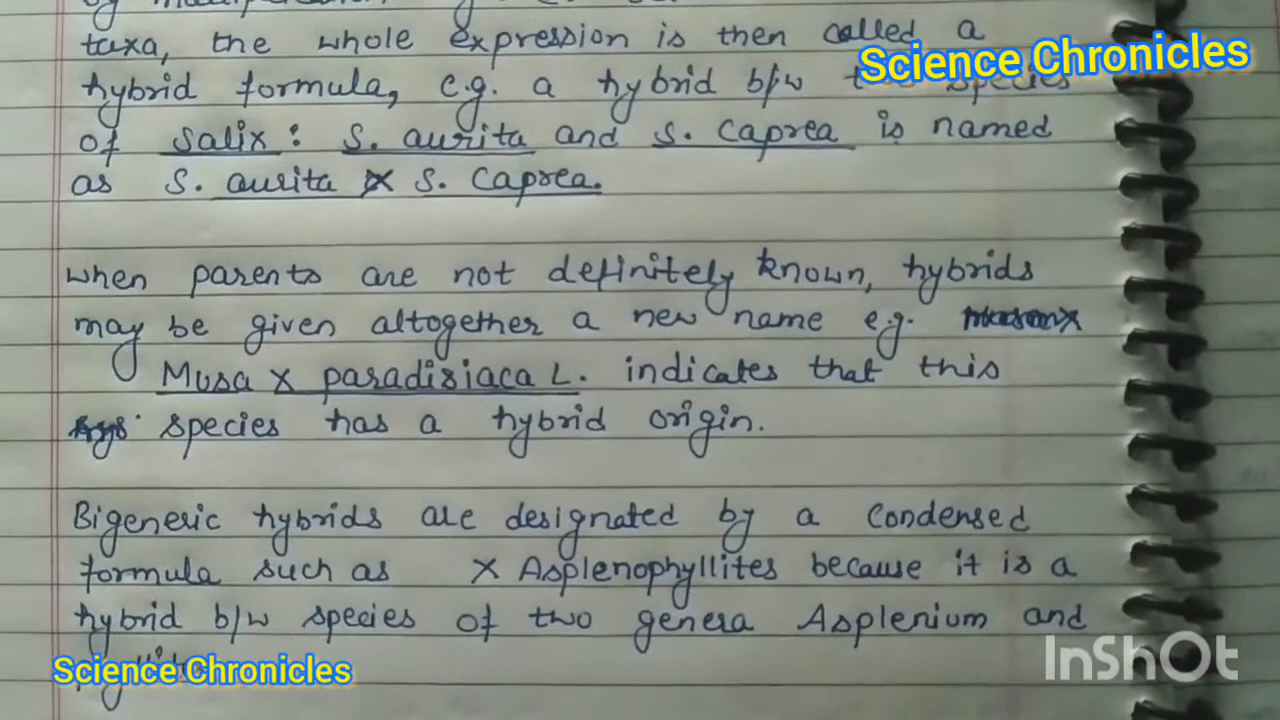 taxa, the whole expression is then called a
Science Chronicles
hybrid formula, e.g. a hybrid b/w species
of Salix : S. aurita and S. Caprea is named
as S. aurita X S. Caprea.
When parents are not definitely known, hybrids
may be given altogether a new name e.g.
Musa X paradisiaca L. indicates that this
species has a hybrid origin.
Bigeneric hybrids are designated by a Condensed
formula such as X Asplenophyllites because it is a
hybrid b/w species of two genera Asplenium and
InShOt
Science Chronicles